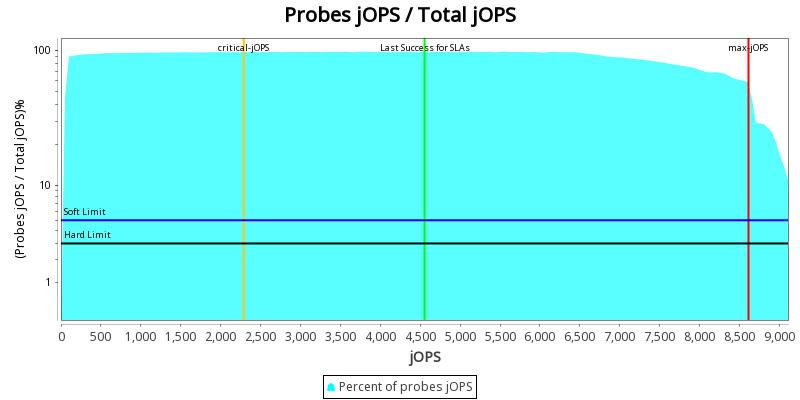 Probes jOPS / Total jOPS
(Probes jOPS / Total jOPS)%
100
10
1
critical-jOPS
Last Success for SLAs
max-jOPS
Soft Limit
Hard Limit
0 500 1,000 1,500 2,000 2,500 3,000 3,500 4,000 4,500 5,000 5,500 6,000 6,500 7,000 7,500 8,000 8,500 9,000
jOPS
Percent of probes jOPS